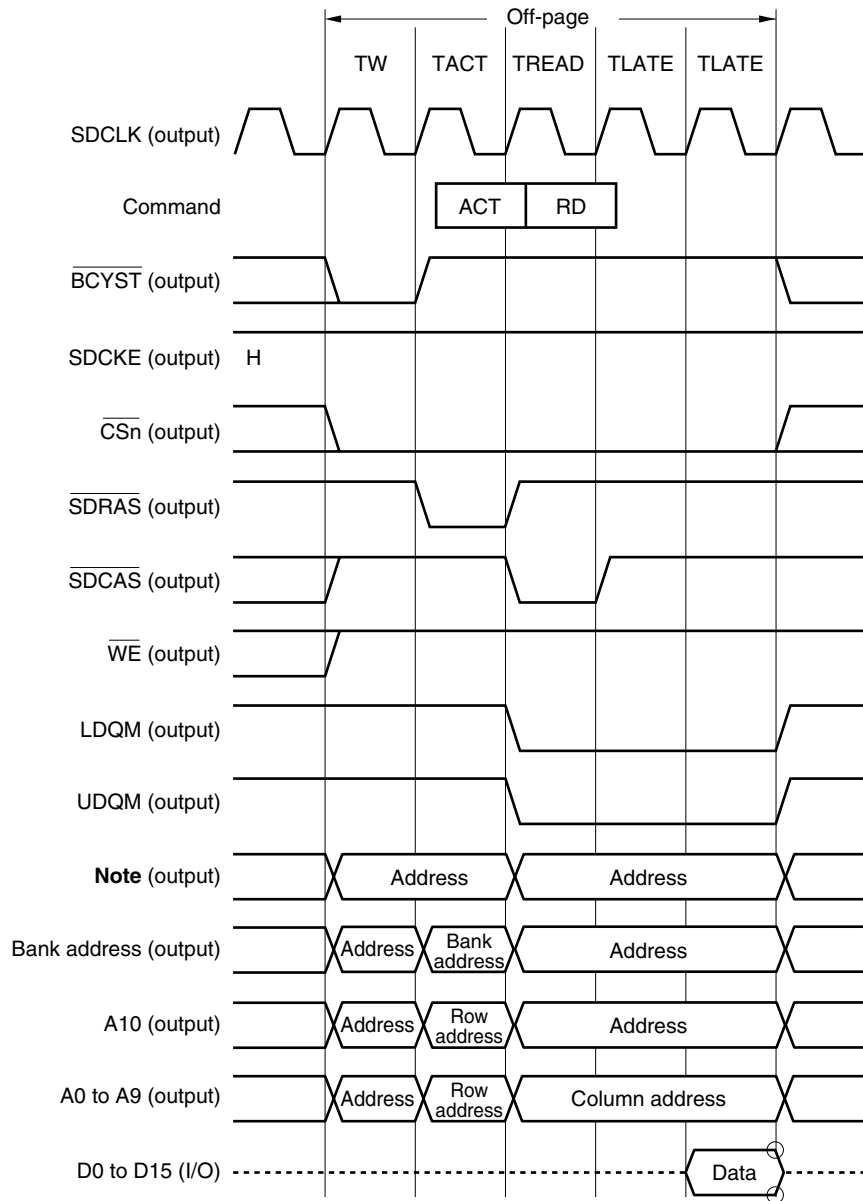 Off-page
TW TACT TREAD TLATE TLATE
SDCLK (output)
Command ACT RD
BCYST (output)
SDCKE (output) H
CSn (output)
SDRAS (output)
SDCAS (output)
WE (output)
LDQM (output)
UDQM (output)
Note (output) Address Address
Bank address (output) Address Bank address Address
A10 (output) Address Row address Address
A0 to A9 (output) Address Row address Column address
D0 to D15 (I/O) Data